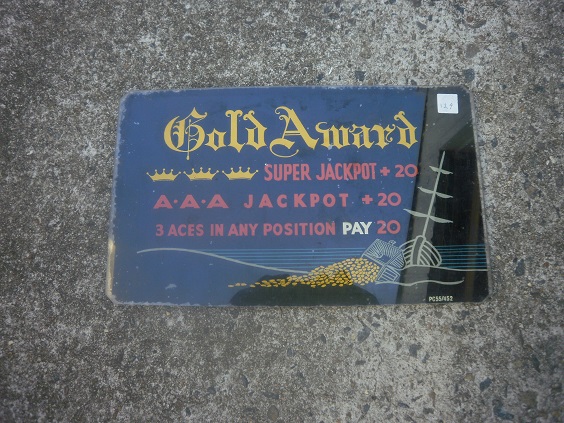 Gold Award
SUPER JACKPOT + 20
A·A·A JACKPOT + 20
3 ACES IN ANY POSITION PAY 20
PC55/452